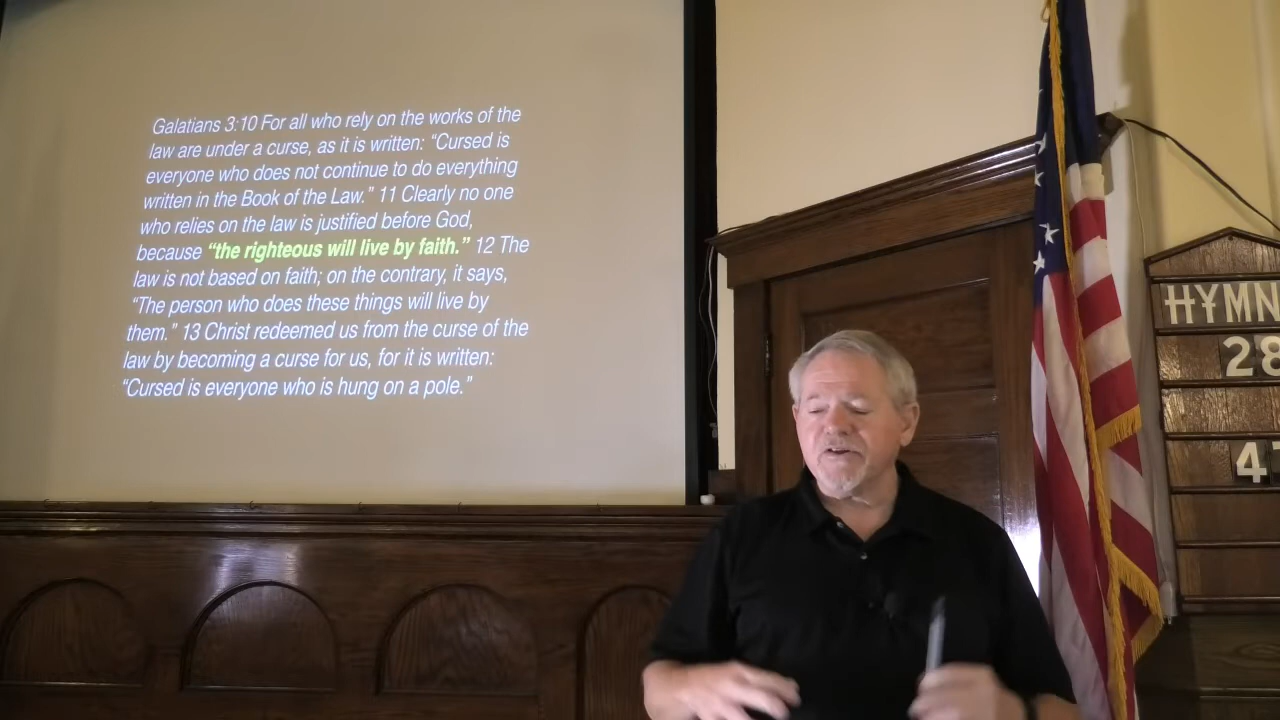 Galatians 3:10 For all who rely on the works of the
law are under a curse, as it is written: “Cursed is
everyone who does not continue to do everything
written in the Book of the Law.” 11 Clearly no one
who relies on the law is justified before God,
because “the righteous will live by faith.” 12 The
law is not based on faith; on the contrary, it says,
“The person who does these things will live by
them.” 13 Christ redeemed us from the curse of the
law by becoming a curse for us, for it is written:
“Cursed is everyone who is hung on a pole.”
HYMN
28
4